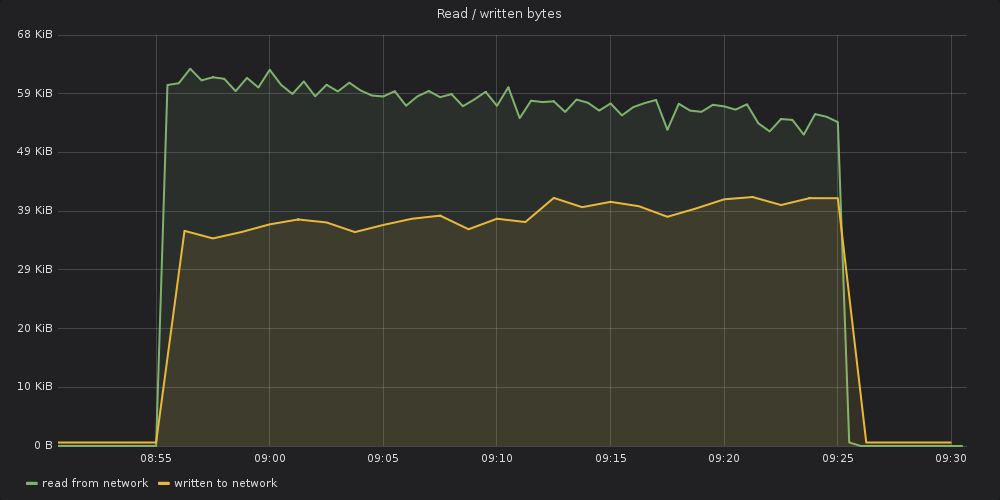 Read / written bytes
68 KiB
59 KiB
49 KiB
39 KiB
29 KiB
20 KiB
10 KiB
0 B
08:55 09:00 09:05 09:10 09:15 09:20 09:25 09:30
read from network written to network